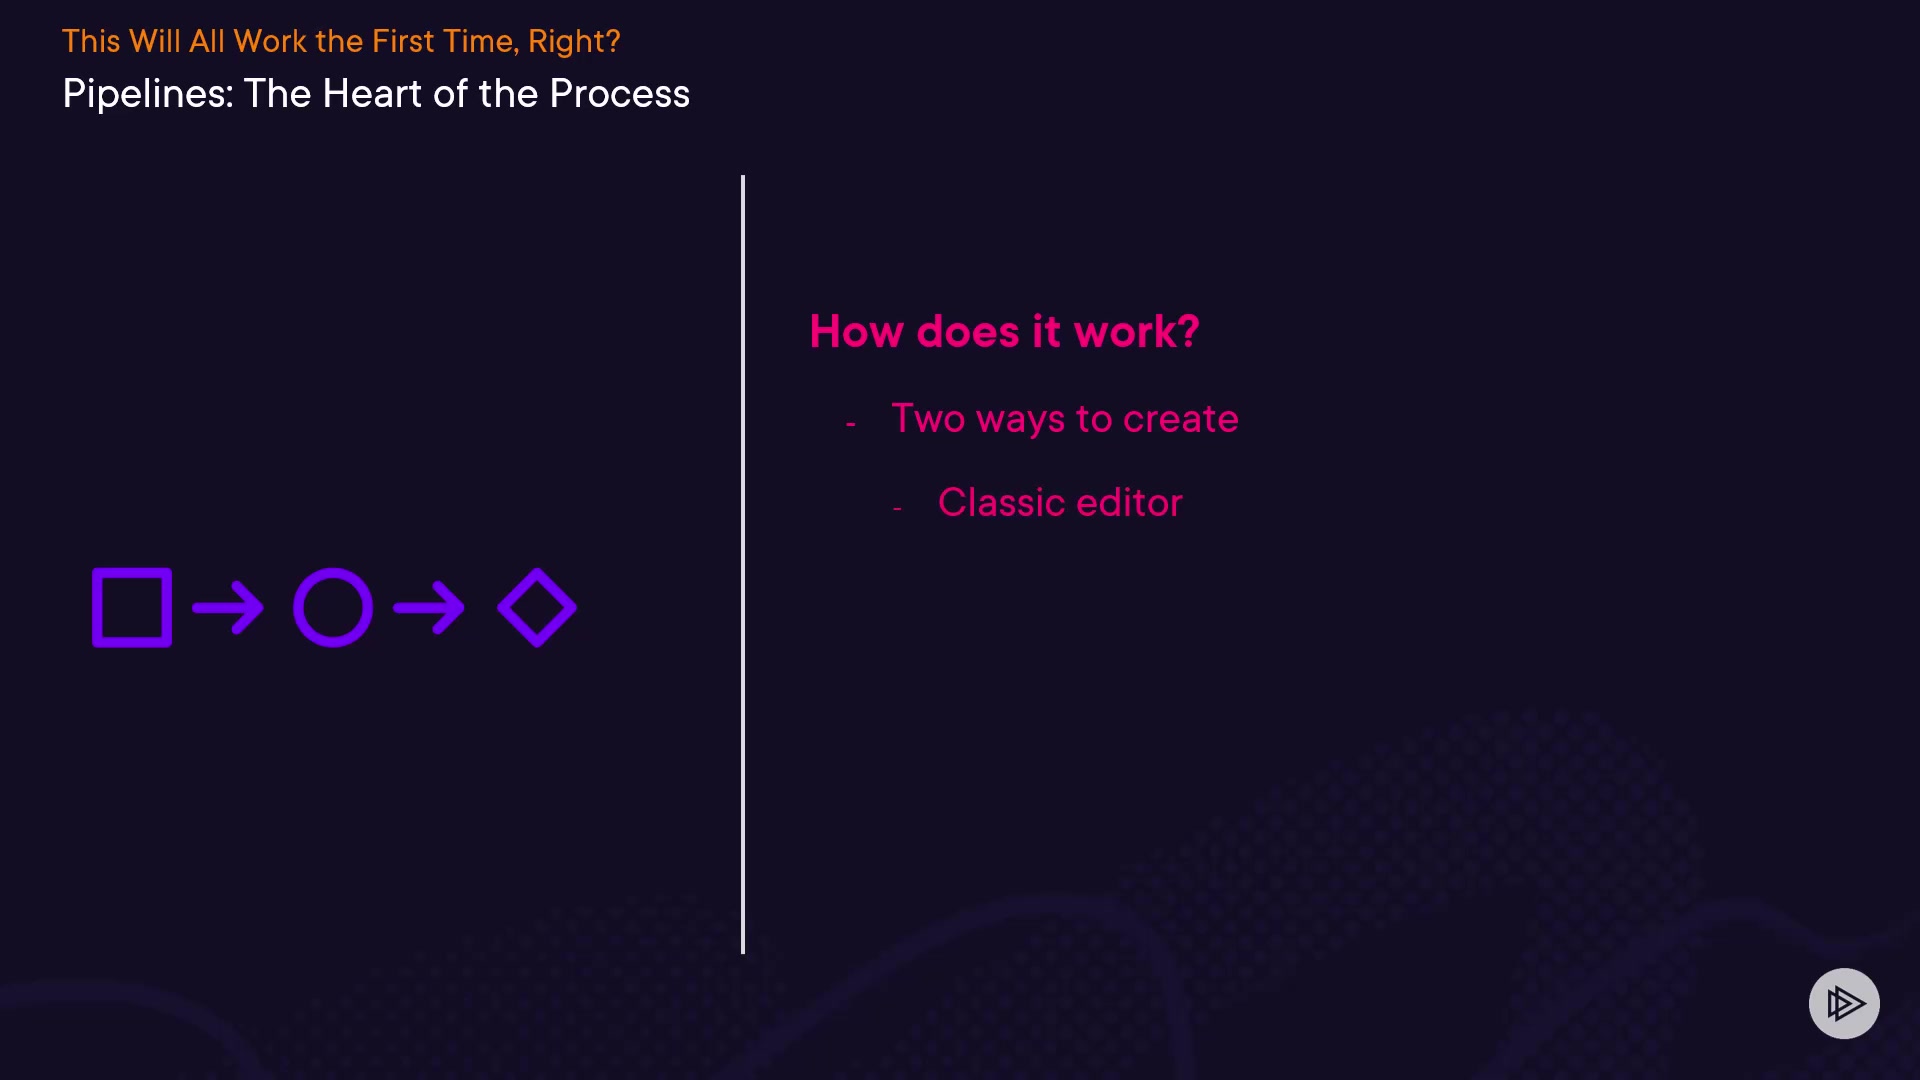 This Will All Work the First Time, Right?
Pipelines: The Heart of the Process
How does it work?
- Two ways to create
- Classic editor